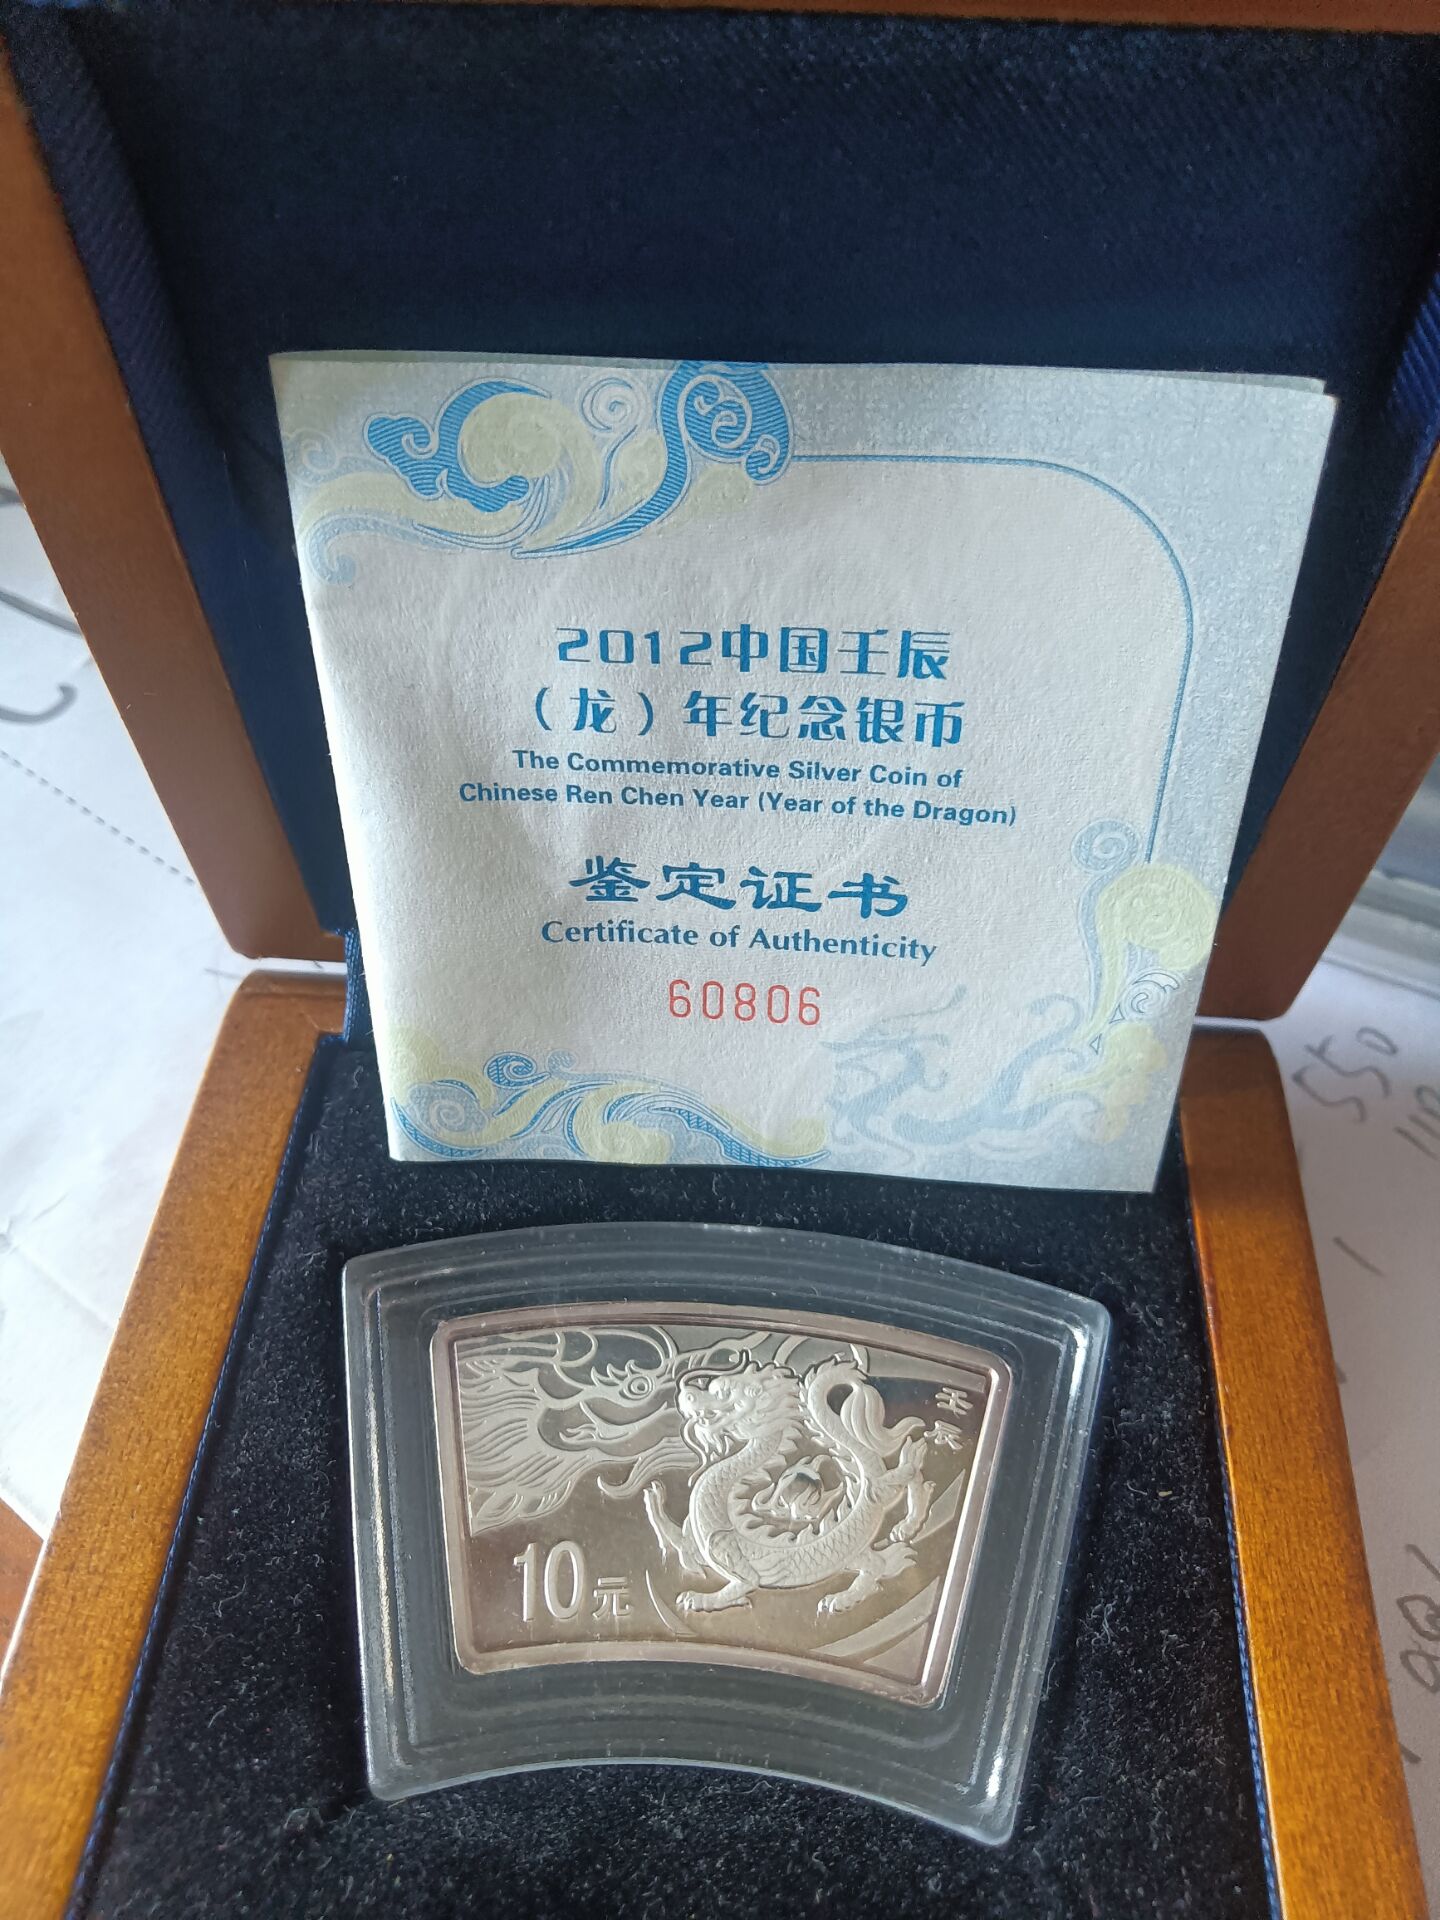 2012中国壬辰
（龙）年纪念银币
The Commemorative Silver Coin of
Chinese Ren Chen Year (Year of the Dragon)
鉴定证书
Certificate of Authenticity
60806
壬辰
10元
550